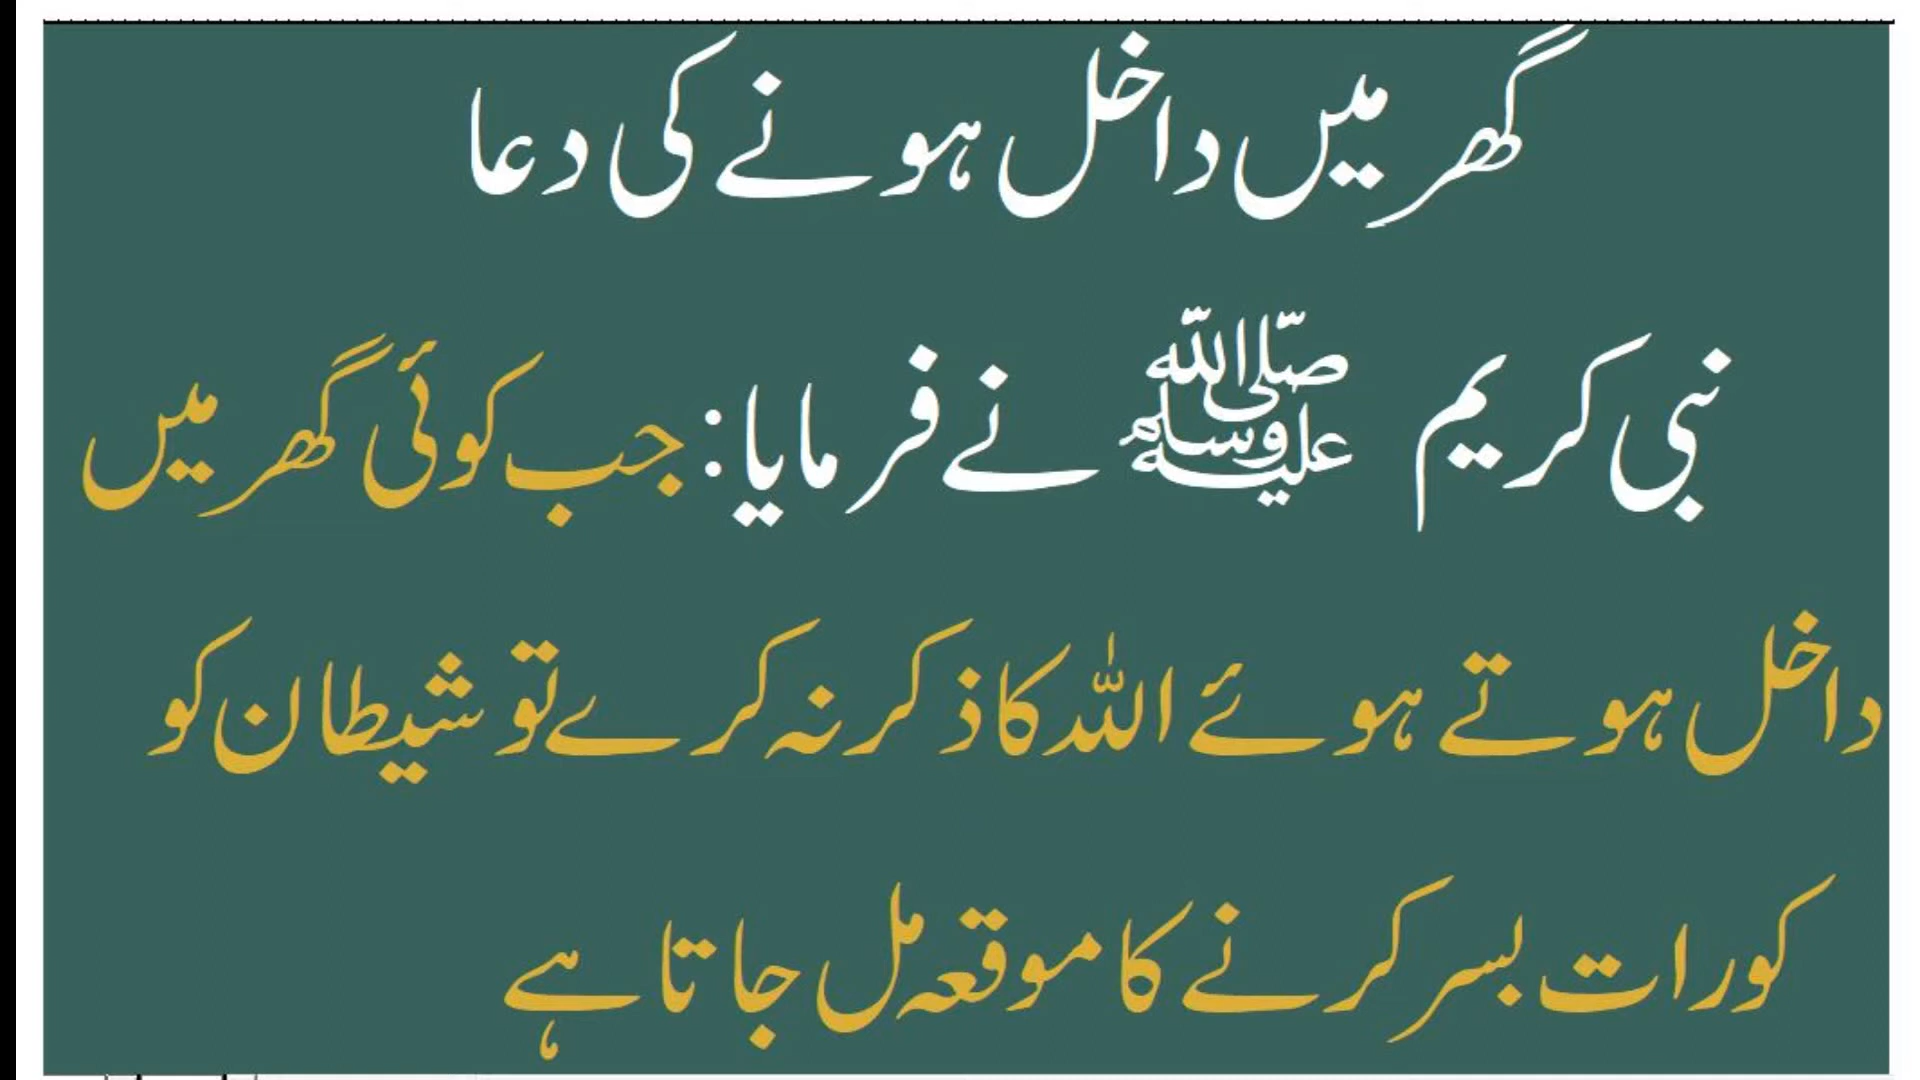 گھر میں داخل ہونے کی دعا
نبی کریم ﷺ نے فرمایا: جب کوئی گھر میں
داخل ہوتے ہوئے اللہ کا ذکر نہ کرے تو شیطان کو
کو رات بسر کرنے کا موقعہ مل جاتا ہے